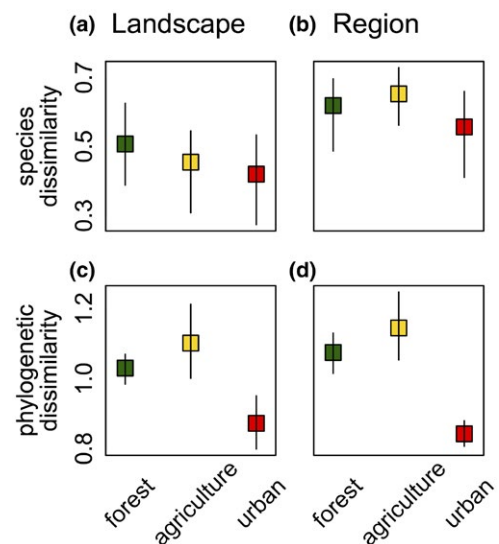 (a) Landscape
(b) Region
species
dissimilarity
0.7
0.5
0.3
(c)
(d)
phylogenetic
dissimilarity
1.2
1.0
0.8
forest
agriculture
urban
forest
agriculture
urban